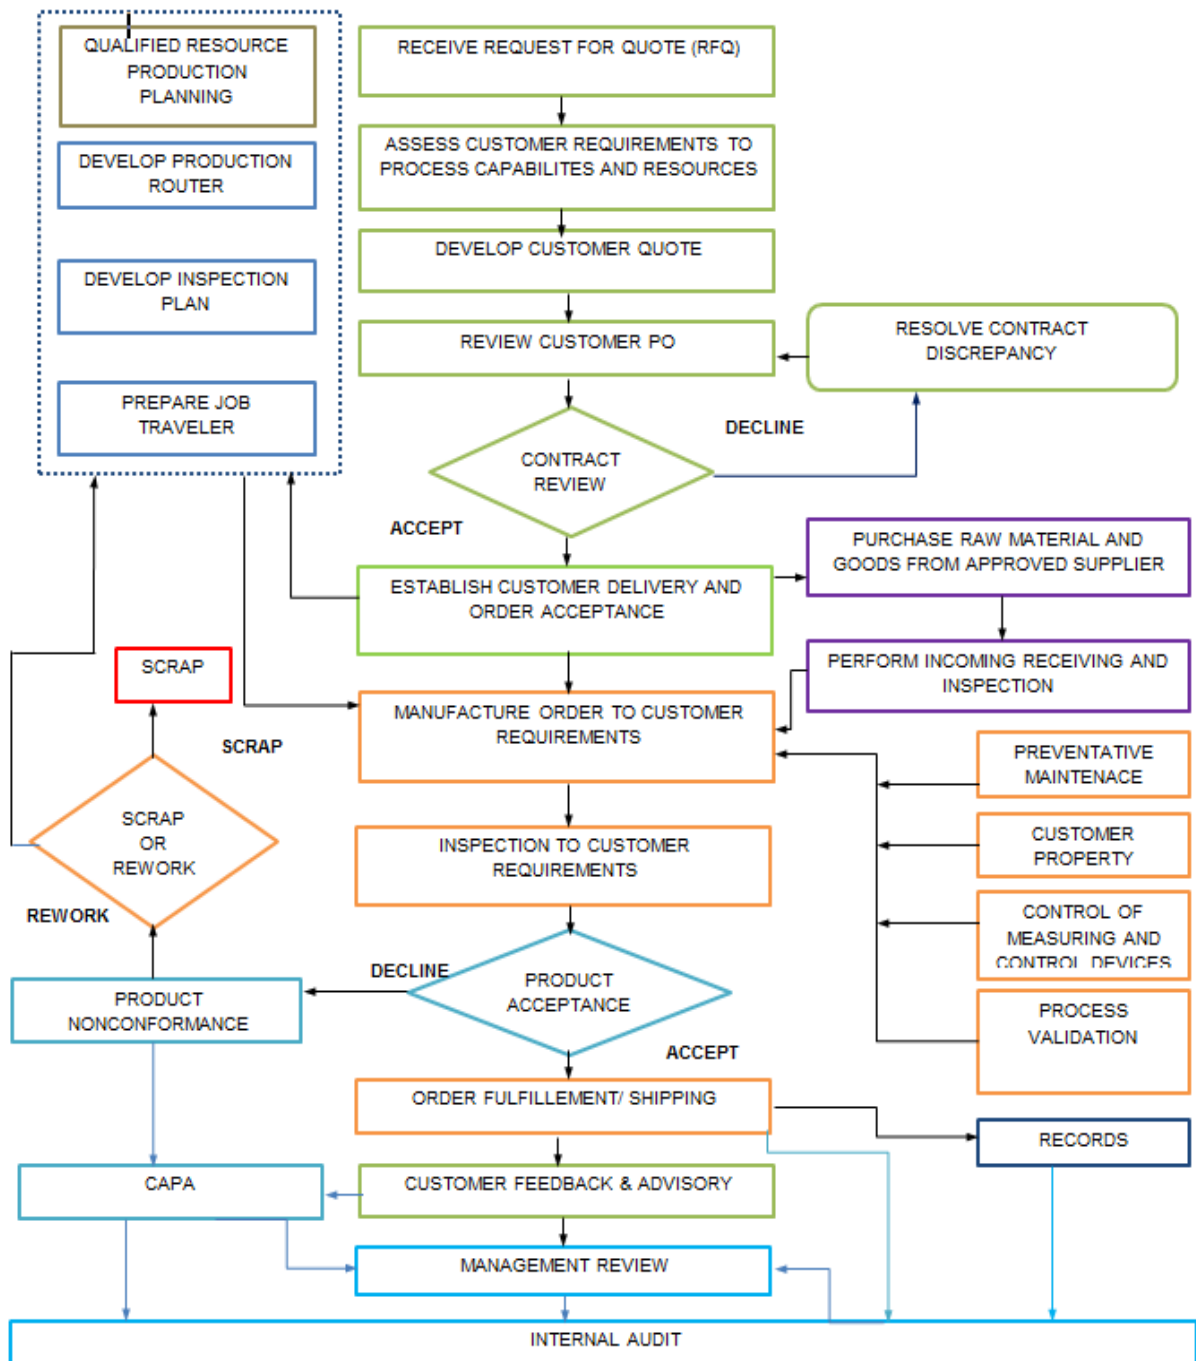 QUALIFIED RESOURCE
PRODUCTION
PLANNING
DEVELOP PRODUCTION
ROUTER
DEVELOP INSPECTION
PLAN
PREPARE JOB
TRAVELER
RECEIVE REQUEST FOR QUOTE (RFQ)
ASSESS CUSTOMER REQUIREMENTS TO
PROCESS CAPABILITES AND RESOURCES
DEVELOP CUSTOMER QUOTE
REVIEW CUSTOMER PO
RESOLVE CONTRACT
DISCREPANCY
DECLINE
CONTRACT
REVIEW
ACCEPT
PURCHASE RAW MATERIAL AND
GOODS FROM APPROVED SUPPLIER
ESTABLISH CUSTOMER DELIVERY AND
ORDER ACCEPTANCE
PERFORM INCOMING RECEIVING AND
INSPECTION
SCRAP
MANUFACTURE ORDER TO CUSTOMER
REQUIREMENTS
SCRAP
SCRAP
OR
REWORK
REWORK
PREVENTATIVE
MAINTENACE
CUSTOMER
PROPERTY
CONTROL OF
MEASURING AND
CONTROL DEVICES
PROCESS
VALIDATION
INSPECTION TO CUSTOMER
REQUIREMENTS
DECLINE
PRODUCT
ACCEPTANCE
PRODUCT
NONCONFORMANCE
ACCEPT
ORDER FULFILLMENT/ SHIPPING
RECORDS
CAPA
CUSTOMER FEEDBACK & ADVISORY
MANAGEMENT REVIEW
INTERNAL AUDIT